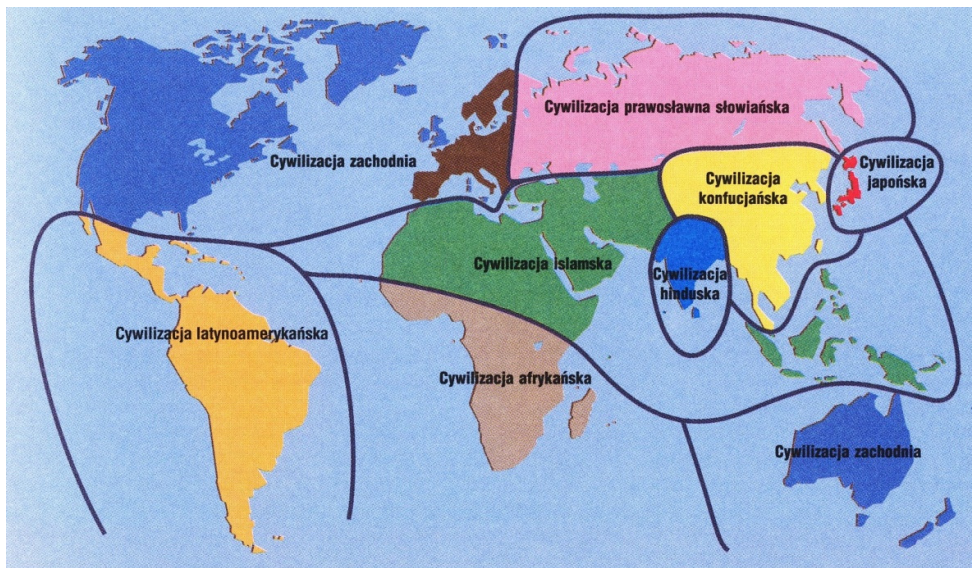 Cywilizacja prawosławna słowiańska
Cywilizacja zachodnia
Cywilizacja
japońska
Cywilizacja
konfucjańska
Cywilizacja islamska
Cywilizacja
hinduska
Cywilizacja latynoamerykańska
Cywilizacja afrykańska
Cywilizacja zachodnia